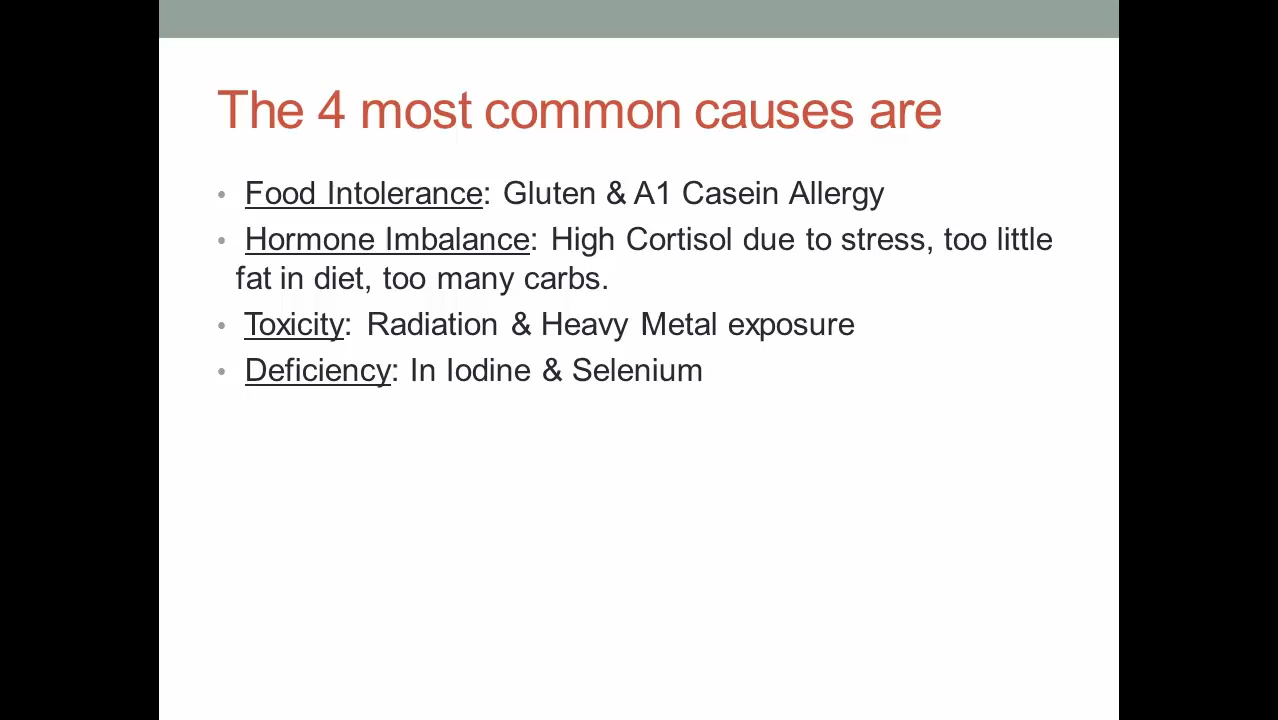 The 4 most common causes are
• Food Intolerance: Gluten & A1 Casein Allergy
• Hormone Imbalance: High Cortisol due to stress, too little
fat in diet, too many carbs.
• Toxicity: Radiation & Heavy Metal exposure
• Deficiency: In Iodine & Selenium